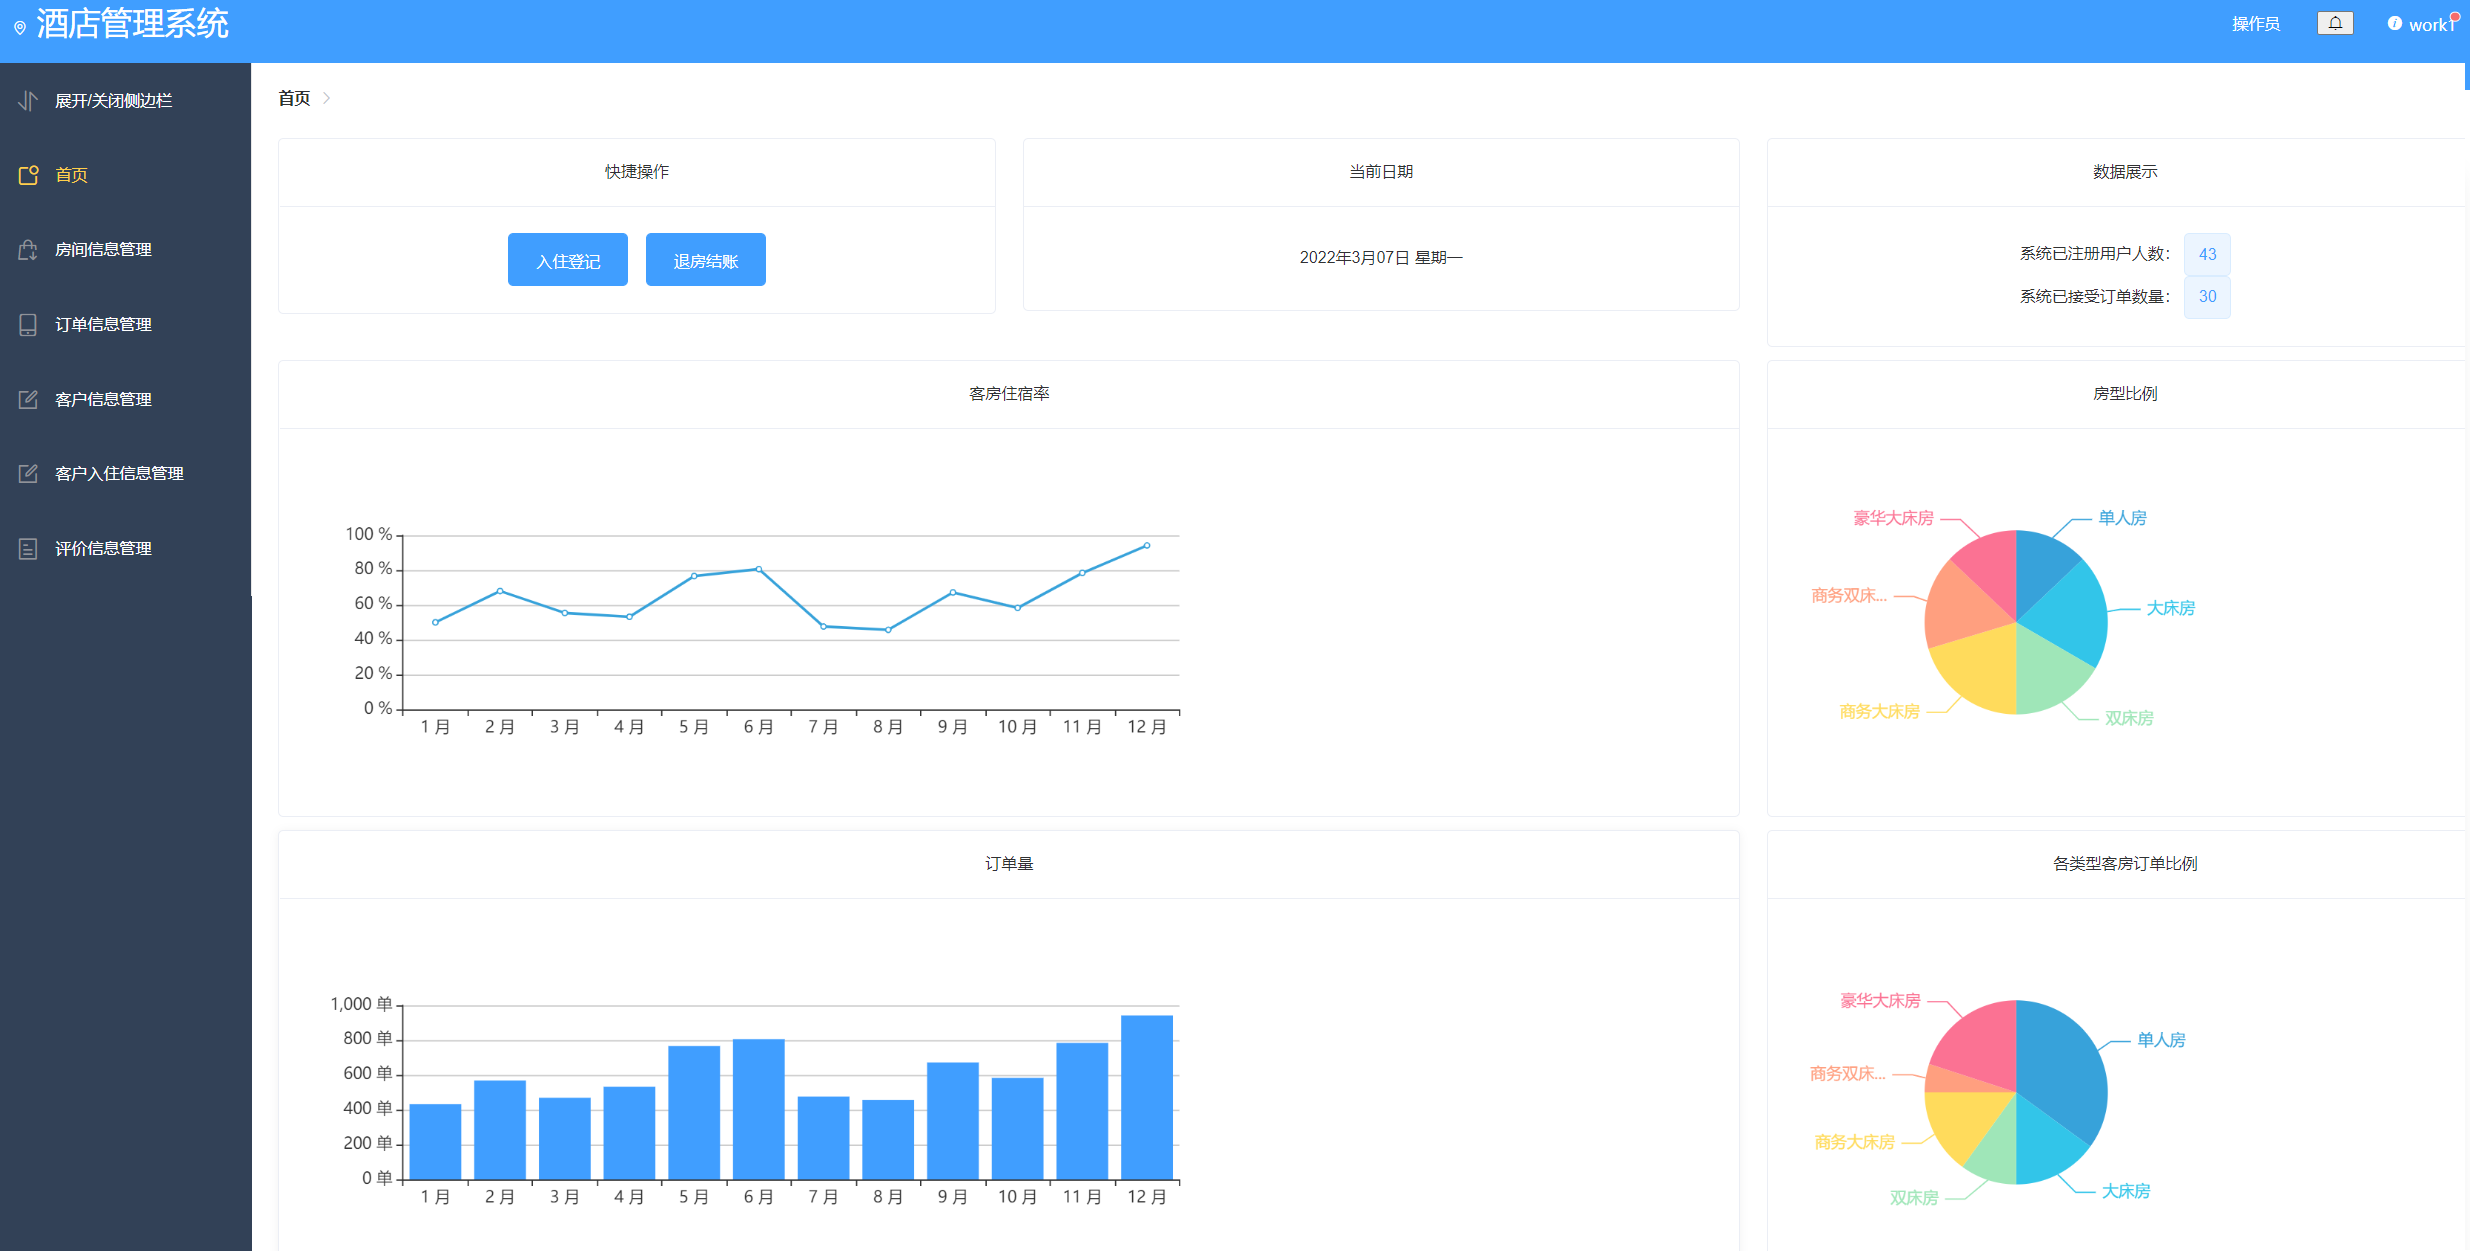 酒店管理系统
操作员
work1
展开/关闭侧边栏
首页
房间信息管理
订单信息管理
客户信息管理
客户入住信息管理
评价信息管理
首页
快捷操作
入住登记 退房结账
当前日期
2022年3月07日 星期一
数据展示
系统已注册用户人数： 43
系统已接受订单数量： 30
客房住宿率
100 %
80 %
60 %
40 %
20 %
0 %
1 月 2 月 3 月 4 月 5 月 6 月 7 月 8 月 9 月 10 月 11 月 12 月
房型比例
豪华大床房 单人房
商务双床... 大床房
商务大床房 双床房
订单量
1,000 单
800 单
600 单
400 单
200 单
0 单
1 月 2 月 3 月 4 月 5 月 6 月 7 月 8 月 9 月 10 月 11 月 12 月
各类型客房订单比例
豪华大床房
单人房
商务双床...
商务大床房
双床房 大床房